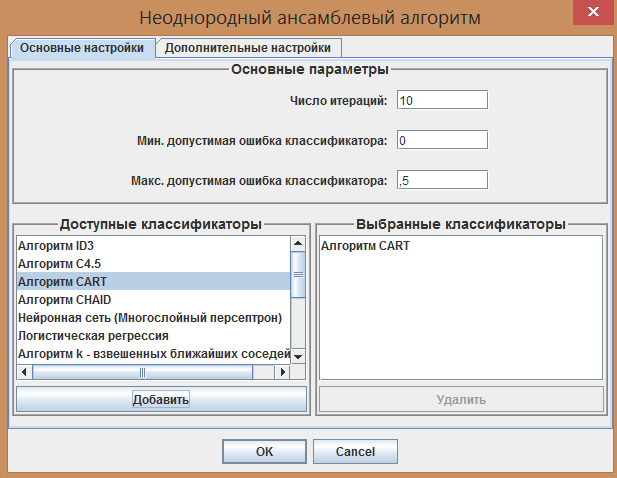 Неоднородный ансамблевый алгоритм
Основные настройки
Дополнительные настройки
Основные параметры
Число итераций: 10
Мин. допустимая ошибка классификатора: 0
Макс. допустимая ошибка классификатора: ,5
Доступные классификаторы
Алгоритм ID3
Алгоритм C4.5
Алгоритм CART
Алгоритм CHAID
Нейронная сеть (Многослойный персептрон)
Логистическая регрессия
Алгоритм k - взвешенных ближайших соседей
Добавить
Выбранные классификаторы
Алгоритм CART
Удалить
OK
Cancel